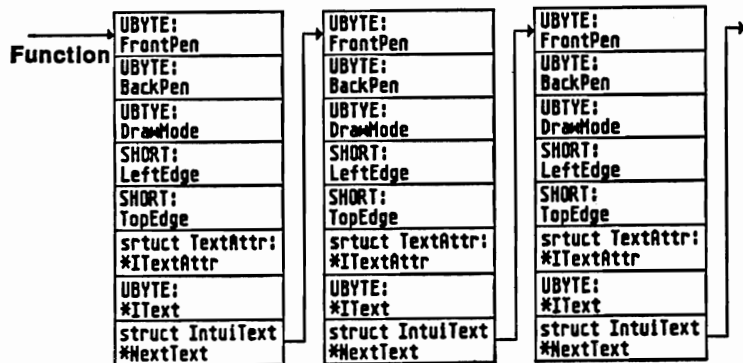 Function
UBYTE:
FrontPen
UBYTE:
BackPen
UBTYE:
DrawMode
SHORT:
LeftEdge
SHORT:
TopEdge
srtuct TextAttr:
*ITextAttr
UBYTE:
*IText
struct IntuiText
*NextText
UBYTE:
FrontPen
UBYTE:
BackPen
UBTYE:
DrawMode
SHORT:
LeftEdge
SHORT:
TopEdge
srtuct TextAttr:
*ITextAttr
UBYTE:
*IText
struct IntuiText
*NextText
UBYTE:
FrontPen
UBYTE:
BackPen
UBTYE:
DrawMode
SHORT:
LeftEdge
SHORT:
TopEdge
srtuct TextAttr:
*ITextAttr
UBYTE:
*IText
struct IntuiText
*NextText